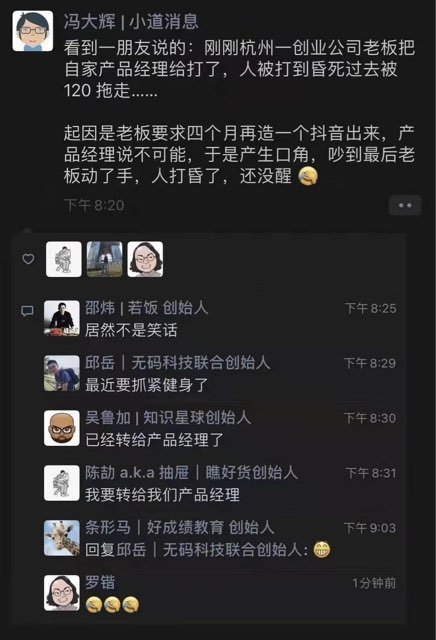 冯大辉 | 小道消息
看到一朋友说的：刚刚杭州一创业公司老板把
自家产品经理给打了，人被打到昏死过去被
120 拖走......
起因是老板要求四个月再造一个抖音出来，产
品经理说不可能，于是产生口角，吵到最后老
板动了手，人打昏了，还没醒 🤣
下午 8:20
邵炜 | 若饭 创始人
下午 8:25
居然不是笑话
邱岳｜无码科技联合创始人
下午 8:29
最近要抓紧健身了
吴鲁加 | 知识星球创始人
下午 8:30
已经转给产品经理了
陈劼 a.k.a 抽屉｜瞧好货创始人
下午 8:31
我要转给我们产品经理
条形马｜好成绩教育 创始人
下午 9:03
回复邱岳｜无码科技联合创始人: 😁
罗锴
1分钟前
🤣🤣🤣